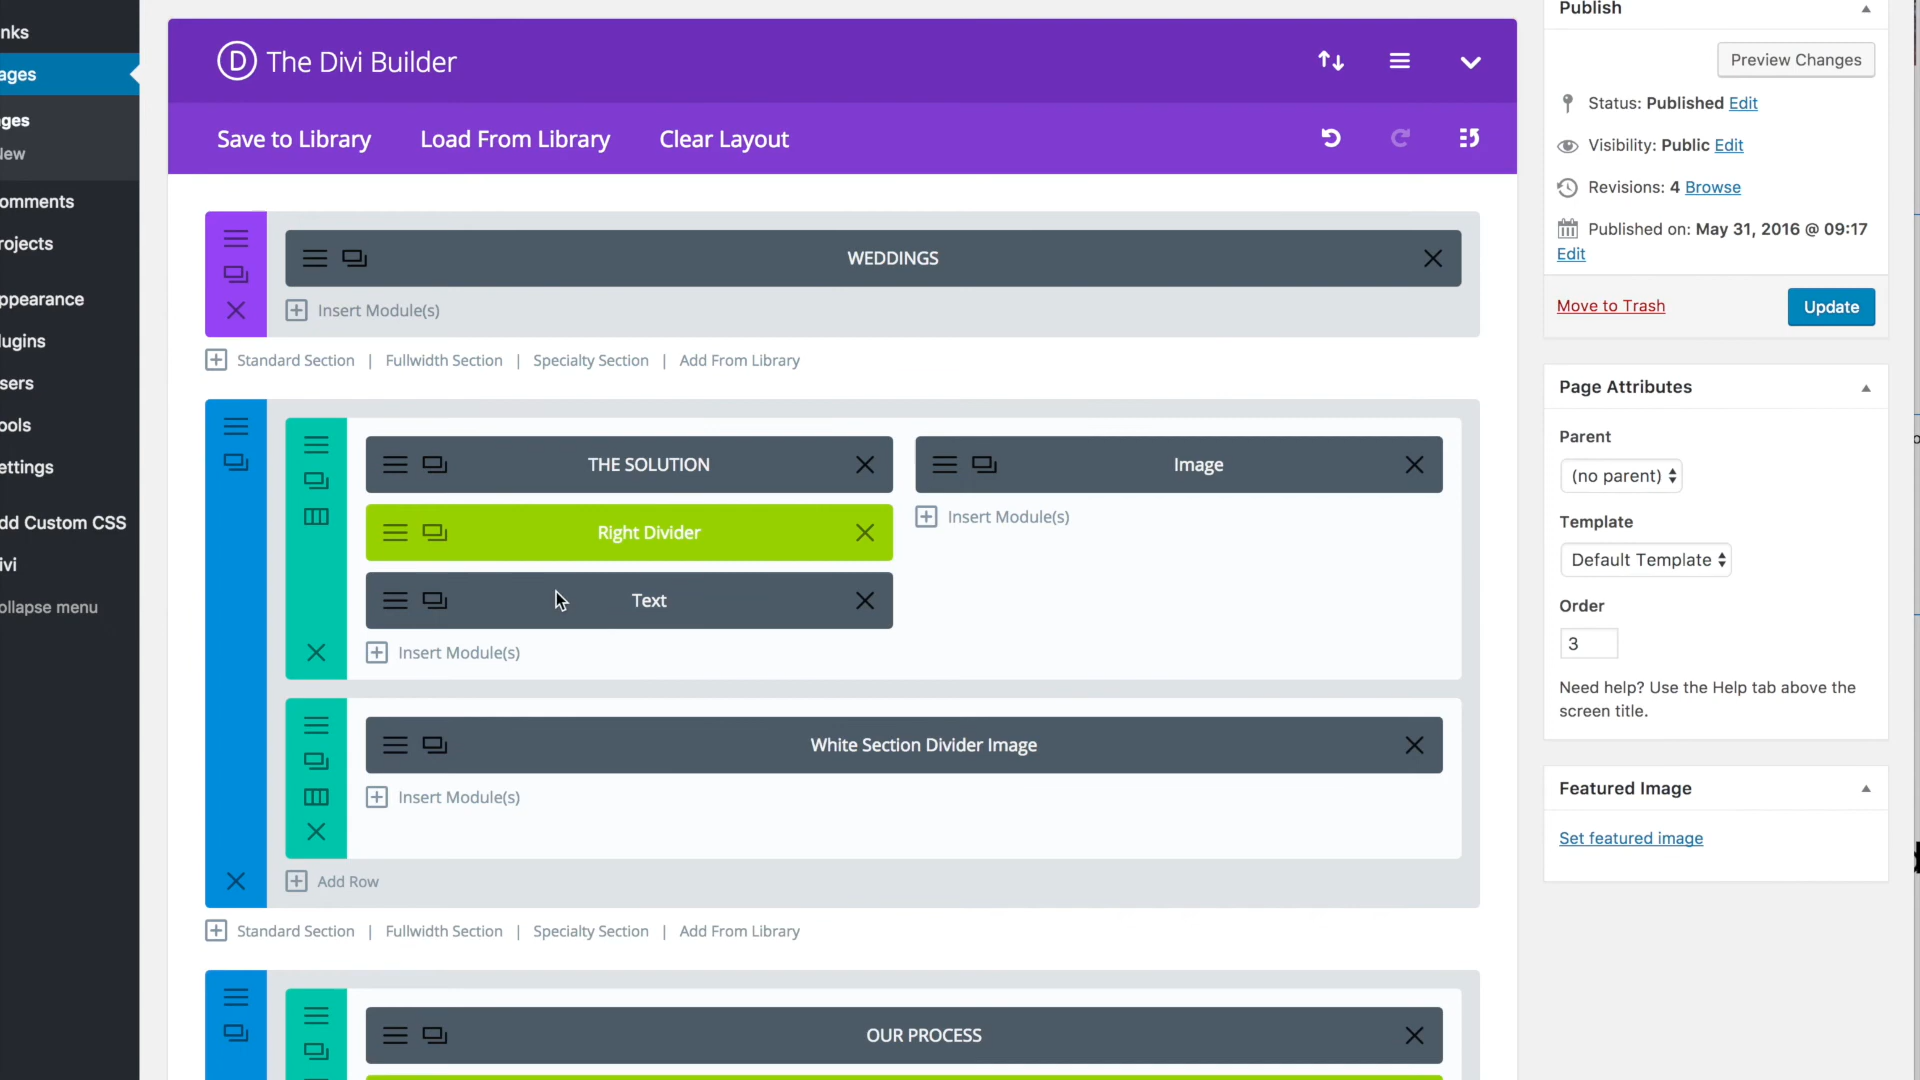 nks
ages
ges
New
omments
rojects
ppearance
lugins
sers
ools
ettings
dd Custom CSS
ivi
ollapse menu
D The Divi Builder
Save to Library
Load From Library
Clear Layout
WEDDINGS
Insert Module(s)
Standard Section | Fullwidth Section | Specialty Section | Add From Library
THE SOLUTION
Image
Right Divider
Insert Module(s)
Text
Insert Module(s)
White Section Divider Image
Insert Module(s)
Add Row
Standard Section | Fullwidth Section | Specialty Section | Add From Library
OUR PROCESS
Publish
Preview Changes
Status: Published Edit
Visibility: Public Edit
Revisions: 4 Browse
Published on: May 31, 2016 @ 09:17
Edit
Move to Trash
Update
Page Attributes
Parent
(no parent)
Template
Default Template
Order
3
Need help? Use the Help tab above the
screen title.
Featured Image
Set featured image